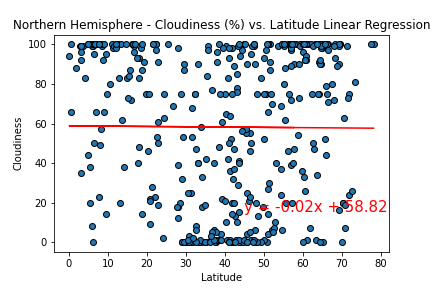 Northern Hemisphere - Cloudiness (%) vs. Latitude Linear Regression
100
80
60
40
20
0
Cloudiness
y = -0.02x + 58.82
0 10 20 30 40 50 60 70 80
Latitude